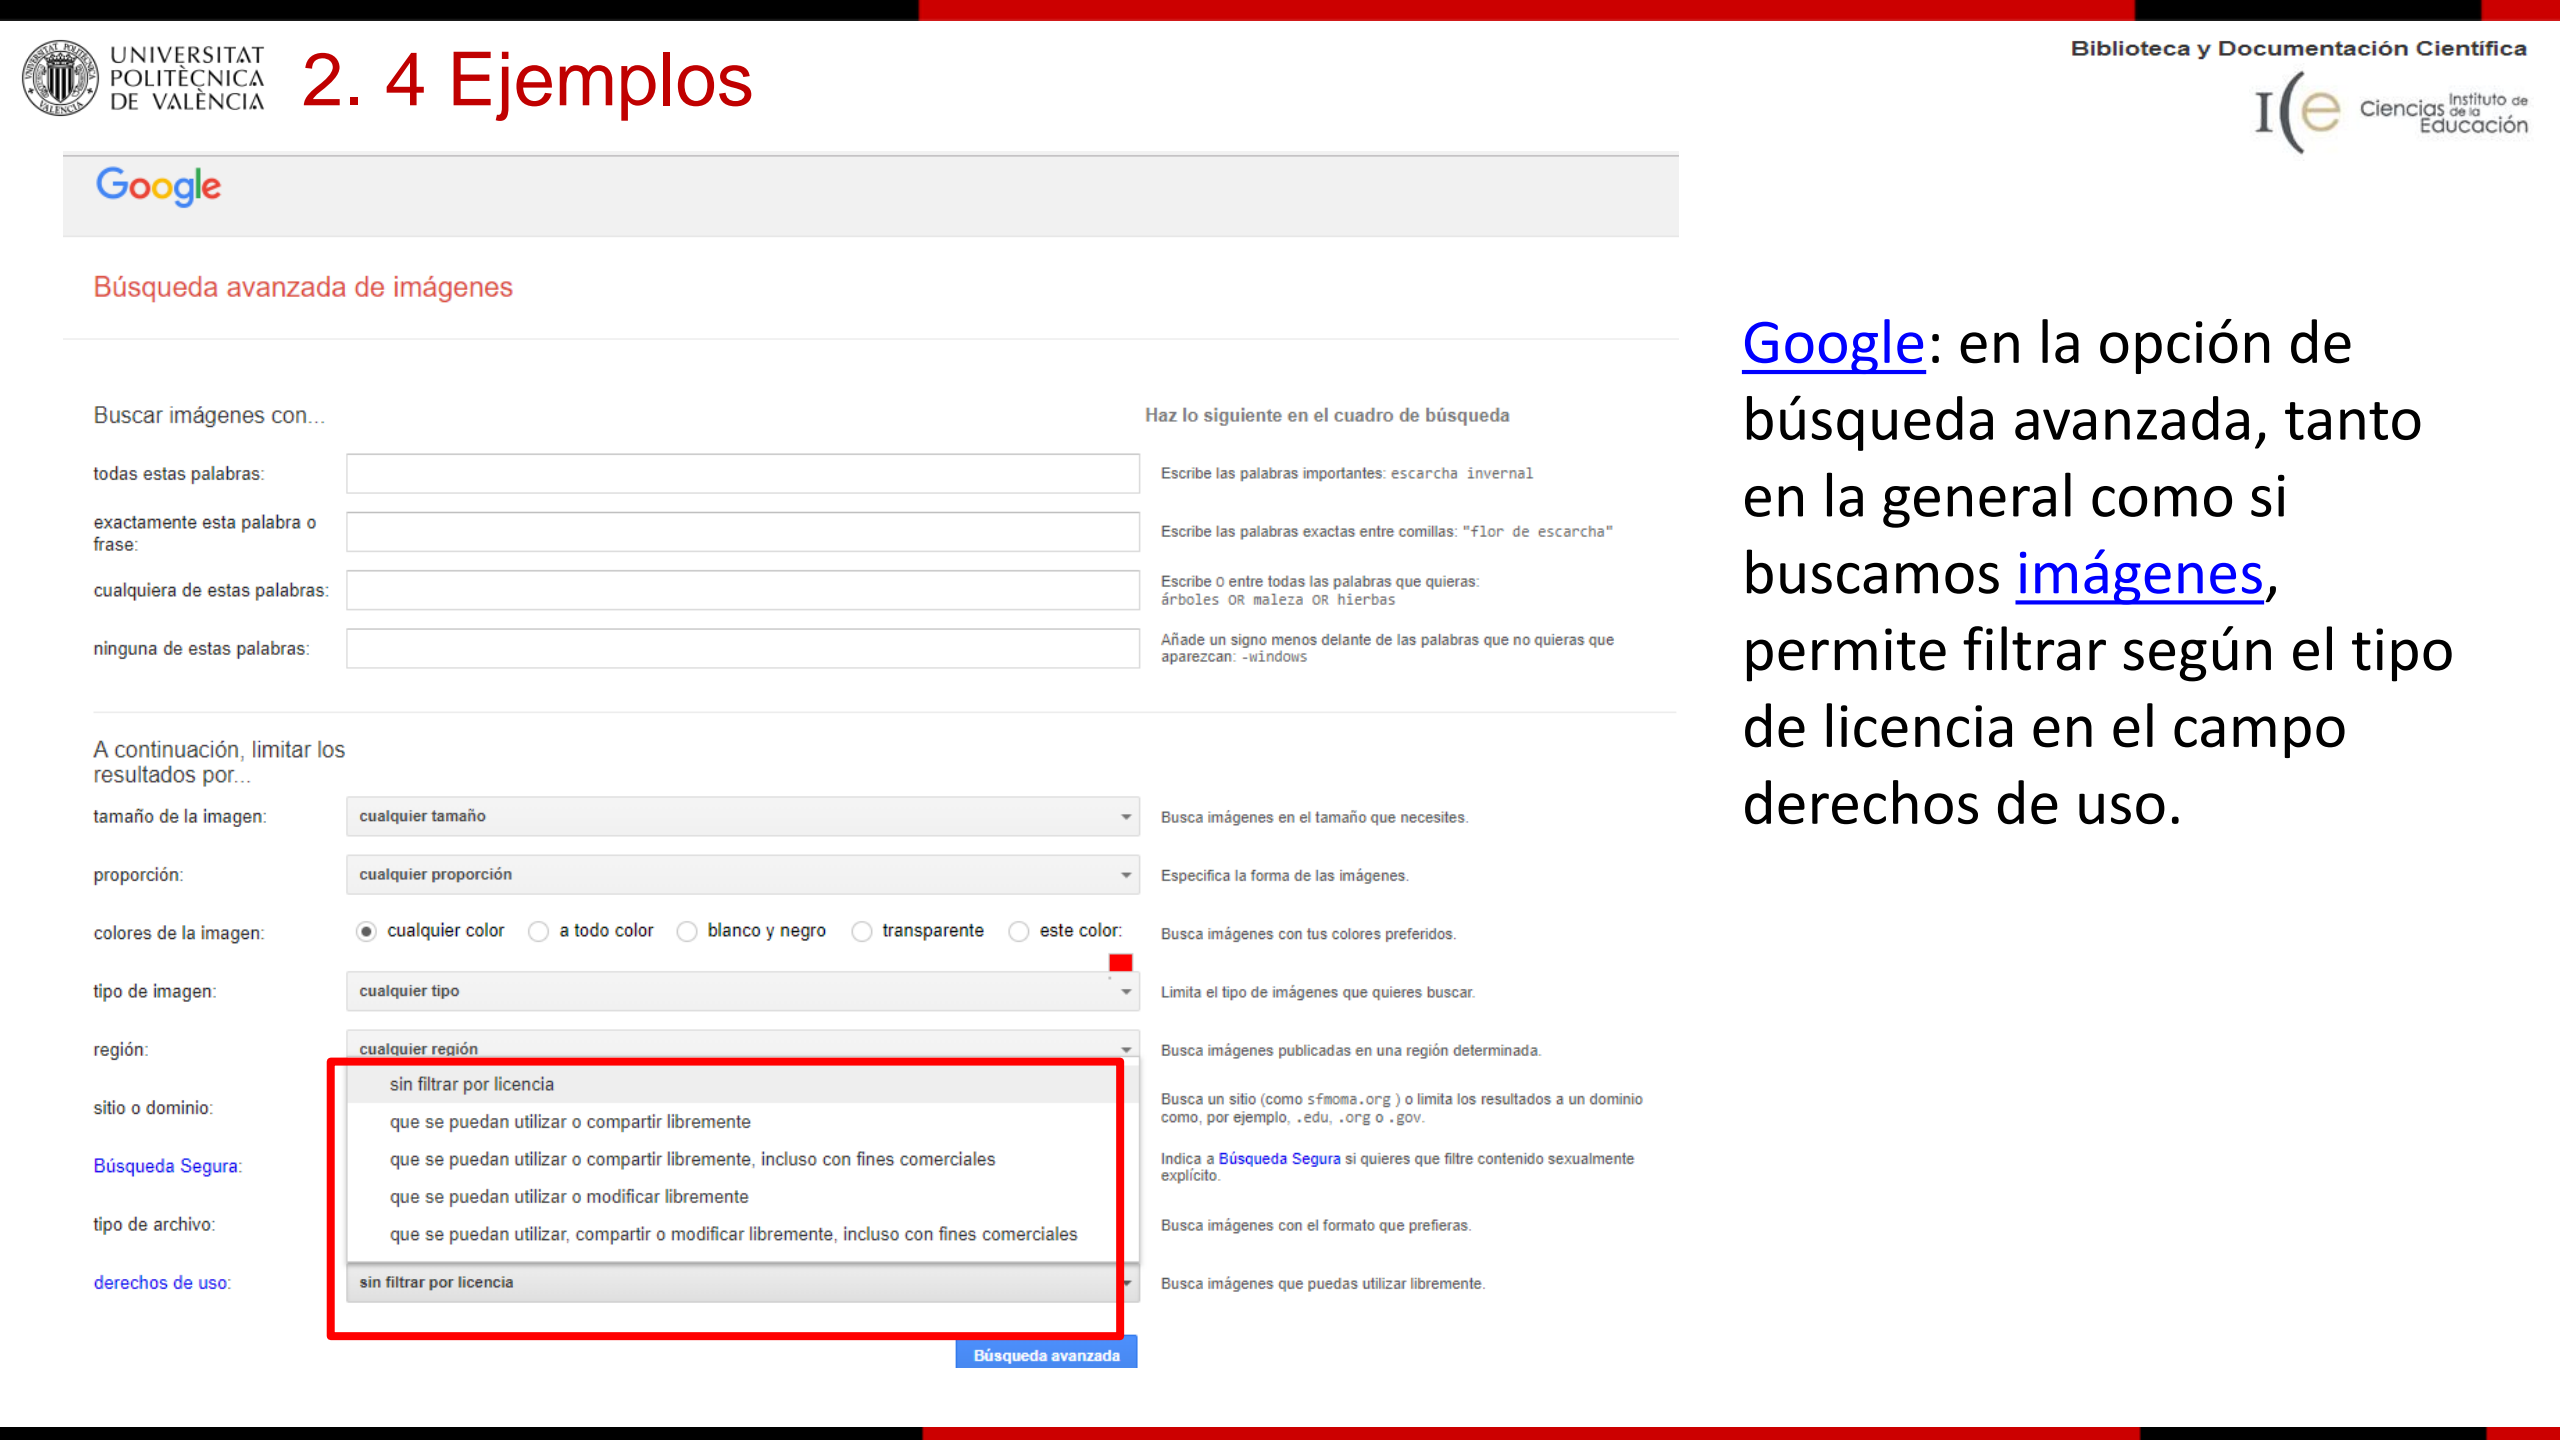 UNIVERSITAT
POLITÈCNICA
DE VALÈNCIA
2. 4 Ejemplos
Biblioteca y Documentación Científica
Ice Ciencias Instituto de
de la
Educación
Google
Búsqueda avanzada de imágenes
Buscar imágenes con...
Haz lo siguiente en el cuadro de búsqueda
todas estas palabras:
Escribe las palabras importantes: escarcha invernal
exactamente esta palabra o
frase:
Escribe las palabras exactas entre comillas: "flor de escarcha"
cualquiera de estas palabras:
Escribe O entre todas las palabras que quieras:
árboles OR maleza OR hierbas
ninguna de estas palabras:
Añade un signo menos delante de las palabras que no quieras que
aparezcan: -windows
A continuación, limitar los
resultados por...
tamaño de la imagen: cualquier tamaño
Busca imágenes en el tamaño que necesites.
proporción: cualquier proporción
Especifica la forma de las imágenes.
colores de la imagen: cualquier color a todo color blanco y negro transparente este color:
Busca imágenes con tus colores preferidos.
tipo de imagen: cualquier tipo
Limita el tipo de imágenes que quieres buscar.
región: cualquier región
Busca imágenes publicadas en una región determinada.
sin filtrar por licencia
sitio o dominio:
Busca un sitio (como sfmoma.org ) o limita los resultados a un dominio
como, por ejemplo, .edu, .org o .gov.
que se puedan utilizar o compartir libremente
que se puedan utilizar o compartir libremente, incluso con fines comerciales
Búsqueda Segura:
Indica a Búsqueda Segura si quieres que filtre contenido sexualmente
explícito.
que se puedan utilizar o modificar libremente
tipo de archivo:
que se puedan utilizar, compartir o modificar libremente, incluso con fines comerciales
Busca imágenes con el formato que prefieras.
derechos de uso: sin filtrar por licencia
Busca imágenes que puedas utilizar libremente.
Búsqueda avanzada
Google: en la opción de
búsqueda avanzada, tanto
en la general como si
buscamos imágenes,
permite filtrar según el tipo
de licencia en el campo
derechos de uso.